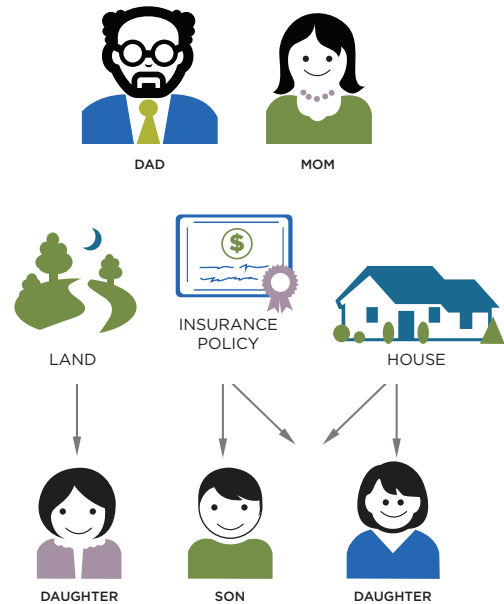 DAD
MOM
$
INSURANCE
POLICY
LAND
HOUSE
DAUGHTER
SON
DAUGHTER